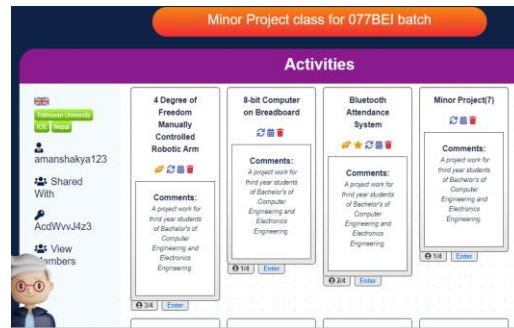 Minor Project class for 077BEI batch
Activities
Tribhuvan University
IOE Nepal
amanshakya123
Shared
With
AcdWvvJ4z3
View
Members
4 Degree of
Freedom
Manually
Controlled
Robotic Arm
Comments:
A project work for
third year students
of Bachelor's of
Computer
Engineering and
Electronics
Engineering.
3/4 Enter
8-bit Computer
on Breadboard
Comments:
A project work for
third year students
of Bachelor's of
Computer
Engineering and
Electronics
Engineering.
1/4 Enter
Bluetooth
Attendance
System
Comments:
A project work for
third year students
of Bachelor's of
Computer
Engineering and
Electronics
Engineering.
2/4 Enter
Minor Project(7)
Comments:
A project work for
third year students
of Bachelor's of
Computer
Engineering and
Electronics
Engineering.
1/4 Enter